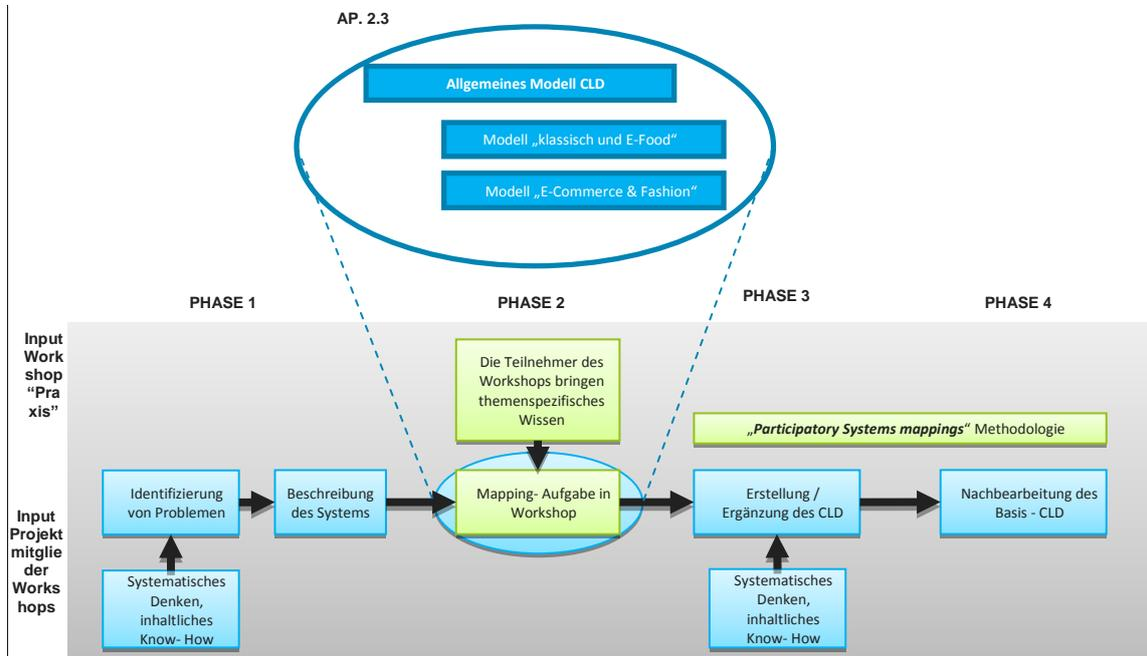 AP. 2.3
Allgemeines Modell CLD
Modell „klassisch und E-Food“
Modell „E-Commerce & Fashion“
PHASE 1
PHASE 2
PHASE 3
PHASE 4
Input
Work
shop
“Pra
xis”
Die Teilnehmer des
Workshops bringen
themenspezifisches
Wissen
„Participatory Systems mappings“ Methodologie
Input
Projekt
mitglie
der
Works
hops
Identifizierung
von Problemen
Beschreibung
des Systems
Mapping- Aufgabe in
Workshop
Erstellung /
Ergänzung des CLD
Nachbearbeitung des
Basis - CLD
Systematisches
Denken,
inhaltliches
Know- How
Systematisches
Denken,
inhaltliches
Know- How